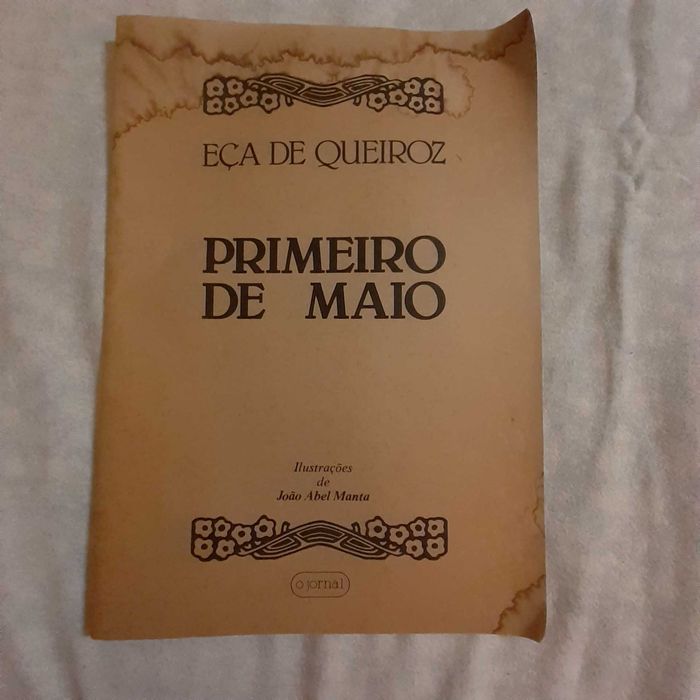 EÇA DE QUEIROZ
PRIMEIRO
DE MAIO
Ilustrações
de
João Abel Manta
o jornal